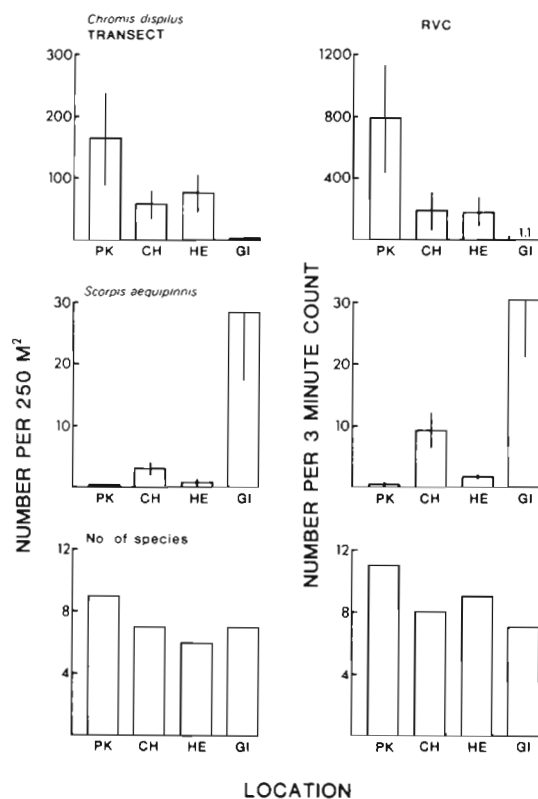 Chromis dispilus
TRANSECT
RVC
300
200
100
PK CH HE GI
1200
800
400
1.1
PK CH HE GI
Scorpis aequipinnis
30
20
10
PK CH HE GI
30
20
10
PK CH HE GI
No of species
12
8
4
PK CH HE GI
12
8
4
PK CH HE GI
NUMBER PER 250 M²
NUMBER PER 3 MINUTE COUNT
LOCATION